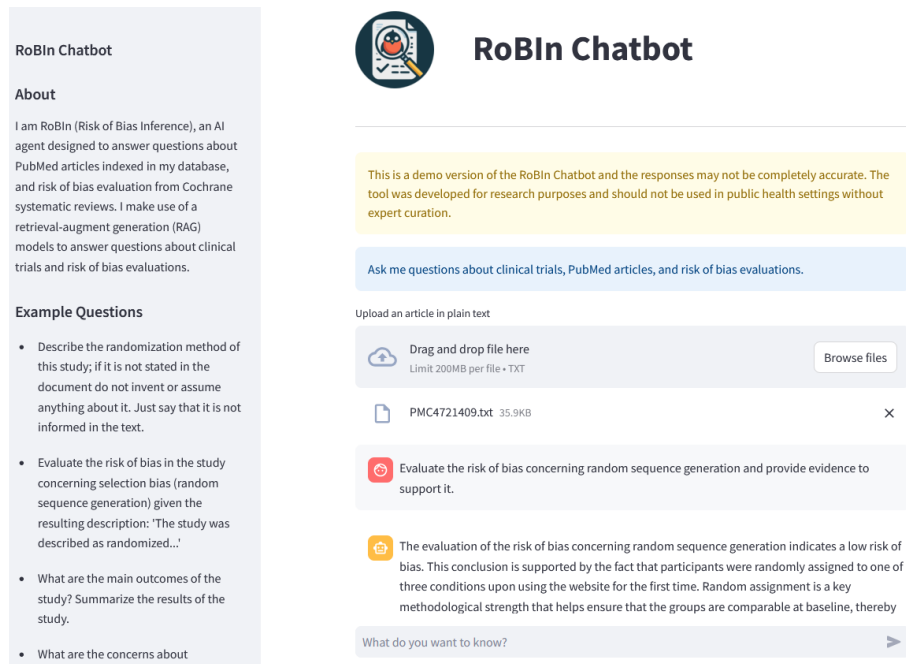 RoBIn Chatbot
About
I am RoBIn (Risk of Bias Inference), an AI
agent designed to answer questions about
PubMed articles indexed in my database,
and risk of bias evaluation from Cochrane
systematic reviews. I make use of a
retrieval-augment generation (RAG)
models to answer questions about clinical
trials and risk of bias evaluations.
Example Questions
• Describe the randomization method of
this study; if it is not stated in the
document do not invent or assume
anything about it. Just say that it is not
informed in the text.
• Evaluate the risk of bias in the study
concerning selection bias (random
sequence generation) given the
resulting description: 'The study was
described as randomized...'
• What are the main outcomes of the
study? Summarize the results of the
study.
• What are the concerns about
RoBIn Chatbot
This is a demo version of the RoBIn Chatbot and the responses may not be completely accurate. The
tool was developed for research purposes and should not be used in public health settings without
expert curation.
Ask me questions about clinical trials, PubMed articles, and risk of bias evaluations.
Upload an article in plain text
Drag and drop file here
Limit 200MB per file • TXT
Browse files
PMC4721409.txt 35.9KB
Evaluate the risk of bias concerning random sequence generation and provide evidence to
support it.
The evaluation of the risk of bias concerning random sequence generation indicates a low risk of
bias. This conclusion is supported by the fact that participants were randomly assigned to one of
three conditions upon using the website for the first time. Random assignment is a key
methodological strength that helps ensure that the groups are comparable at baseline, thereby
What do you want to know?